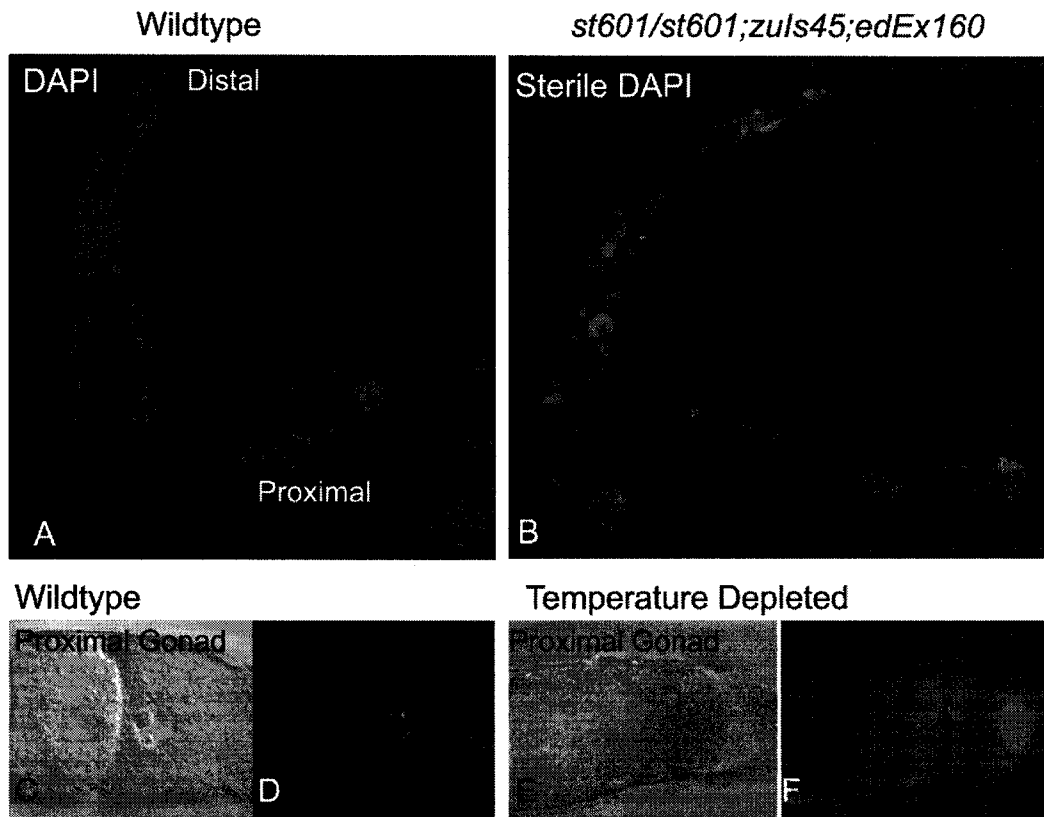 Wildtype
st601/st601;zuIs45;edEx160
DAPI
Distal
Proximal
A
Sterile DAPI
B
Wildtype
Temperature Depleted
Proximal Gonad
C
D
Proximal Gonad
E
F